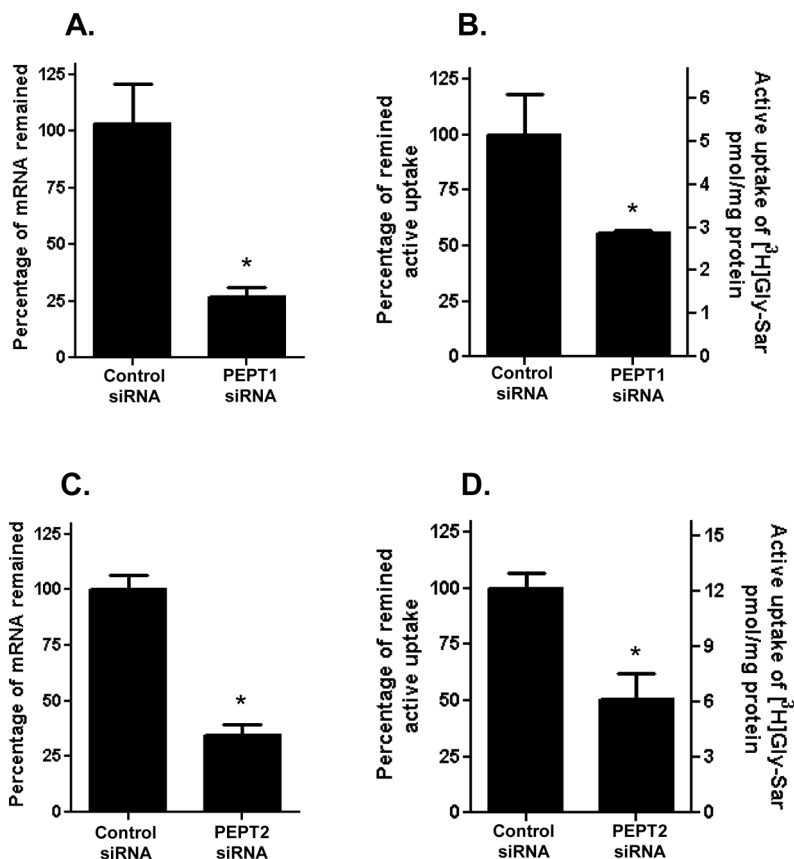 A.
Percentage of mRNA remained
125
100
75
50
25
0
*
Control
siRNA
PEPT1
siRNA
B.
Percentage of remined
active uptake
125
100
75
50
25
0
*
6
5
4
3
2
1
0
Active uptake of [³H]Gly-Sar
pmol/mg protein
Control
siRNA
PEPT1
siRNA
C.
Percentage of mRNA remained
125
100
75
50
25
0
*
Control
siRNA
PEPT2
siRNA
D.
Percentage of remined
active uptake
125
100
75
50
25
0
*
15
12
9
6
3
0
Active uptake of [³H]Gly-Sar
pmol/mg protein
Control
siRNA
PEPT2
siRNA